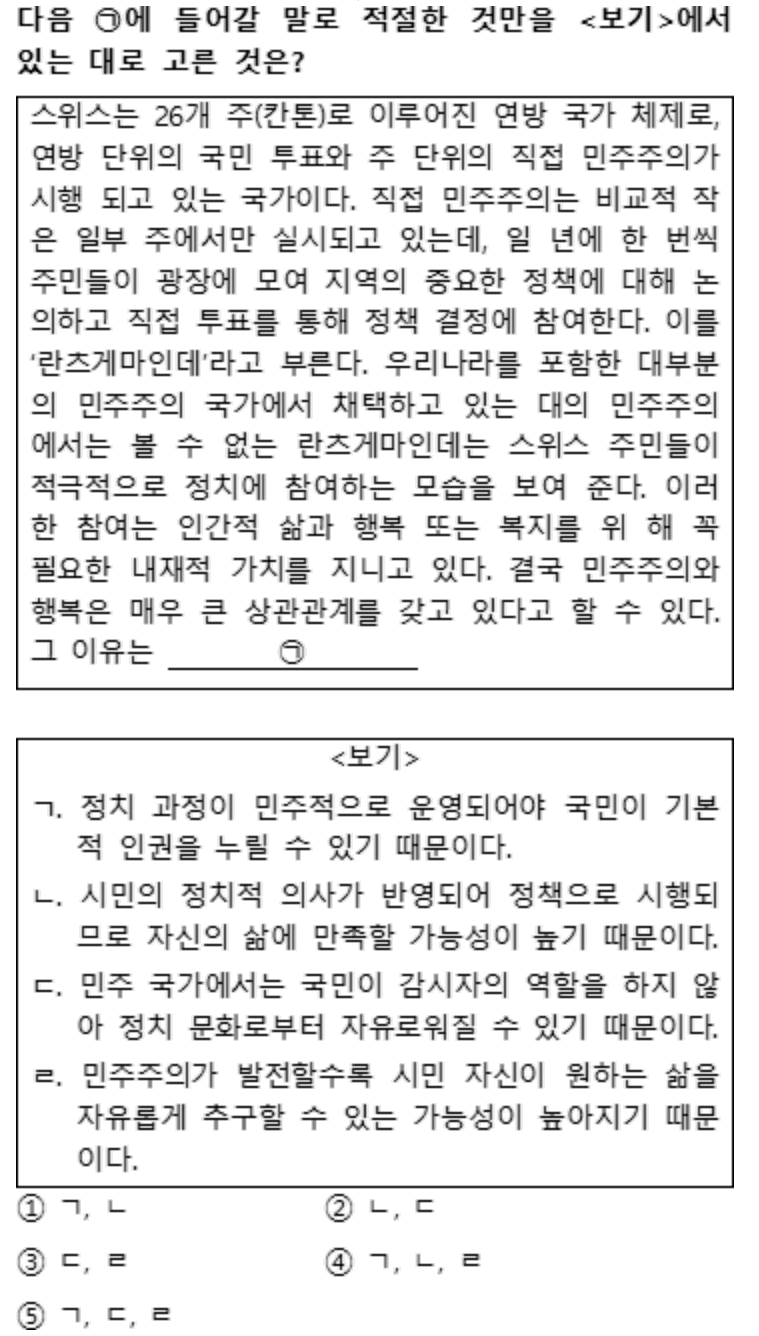 다음 ㉠에 들어갈 말로 적절한 것만을 <보기>에서
있는 대로 고른 것은?
스위스는 26개 주(칸톤)로 이루어진 연방 국가 체제로,
연방 단위의 국민 투표와 주 단위의 직접 민주주의가
시행 되고 있는 국가이다. 직접 민주주의는 비교적 작
은 일부 주에서만 실시되고 있는데, 일 년에 한 번씩
주민들이 광장에 모여 지역의 중요한 정책에 대해 논
의하고 직접 투표를 통해 정책 결정에 참여한다. 이를
‘란츠게마인데’라고 부른다. 우리나라를 포함한 대부분
의 민주주의 국가에서 채택하고 있는 대의 민주주의
에서는 볼 수 없는 란츠게마인데는 스위스 주민들이
적극적으로 정치에 참여하는 모습을 보여 준다. 이러
한 참여는 인간적 삶과 행복 또는 복지를 위 해 꼭
필요한 내재적 가치를 지니고 있다. 결국 민주주의와
행복은 매우 큰 상관관계를 갖고 있다고 할 수 있다.
그 이유는 ㉠
<보기>
ㄱ. 정치 과정이 민주적으로 운영되어야 국민이 기본
적 인권을 누릴 수 있기 때문이다.
ㄴ. 시민의 정치적 의사가 반영되어 정책으로 시행되
므로 자신의 삶에 만족할 가능성이 높기 때문이다.
ㄷ. 민주 국가에서는 국민이 감시자의 역할을 하지 않
아 정치 문화로부터 자유로워질 수 있기 때문이다.
ㄹ. 민주주의가 발전할수록 시민 자신이 원하는 삶을
자유롭게 추구할 수 있는 가능성이 높아지기 때문
이다.
① ㄱ, ㄴ ② ㄴ, ㄷ
③ ㄷ, ㄹ ④ ㄱ, ㄴ, ㄹ
⑤ ㄱ, ㄷ, ㄹ